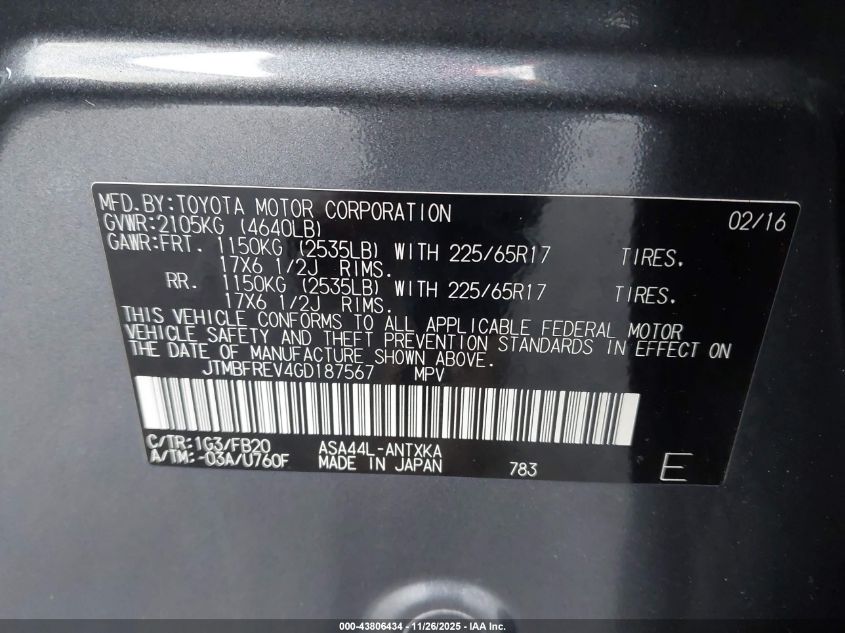 MFD.BY:TOYOTA MOTOR CORPORATION 02/16
GVWR:2105KG (4640LB)
GAWR:FRT. 1150KG (2535LB) WITH 225/65R17 TIRES.
17X6 1/2J RIMS.
RR. 1150KG (2535LB) WITH 225/65R17 TIRES.
17X6 1/2J RIMS.
THIS VEHICLE CONFORMS TO ALL APPLICABLE FEDERAL MOTOR
VEHICLE SAFETY AND THEFT PREVENTION STANDARDS IN EFFECT ON
THE DATE OF MANUFACTURE SHOWN ABOVE.
JTMBFREV4GD187567 MPV
C/TR:1G3/FB20 ASA44L-ANTXKA
A/TM:-03A/U760F MADE IN JAPAN 783 E
000-43806434 - 11/26/2025 - IAA Inc.